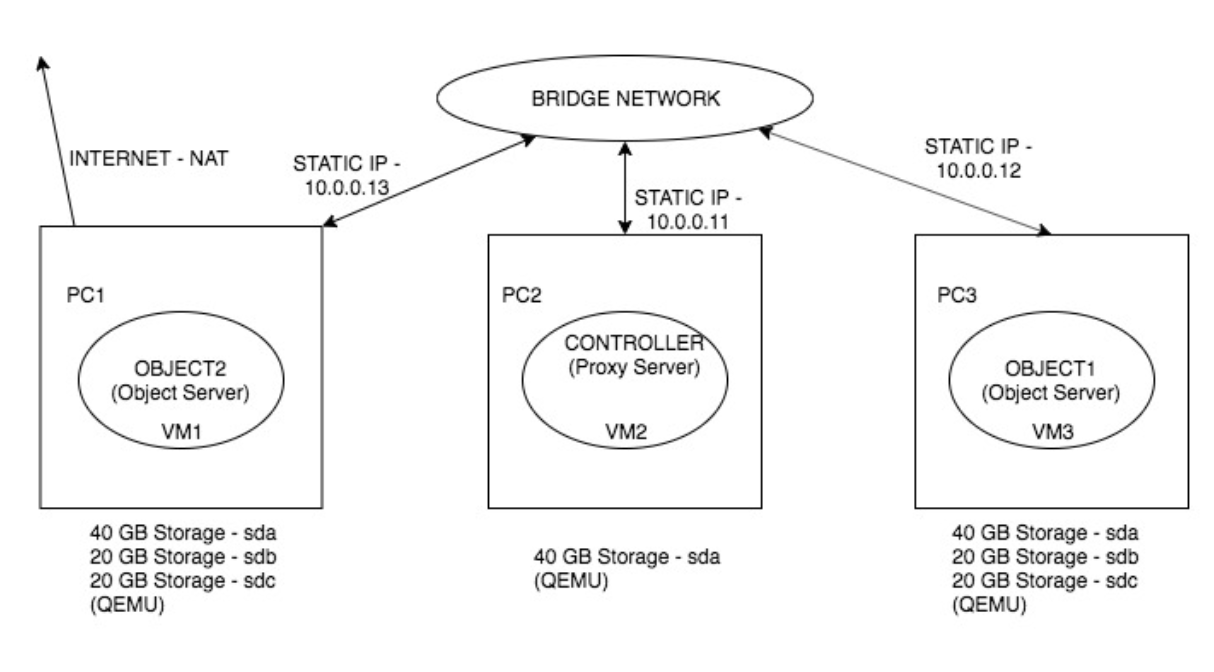 BRIDGE NETWORK
INTERNET - NAT
STATIC IP -
10.0.0.13
STATIC IP -
10.0.0.11
STATIC IP -
10.0.0.12
PC1
OBJECT2
(Object Server)
VM1
40 GB Storage - sda
20 GB Storage - sdb
20 GB Storage - sdc
(QEMU)
PC2
CONTROLLER
(Proxy Server)
VM2
40 GB Storage - sda
(QEMU)
PC3
OBJECT1
(Object Server)
VM3
40 GB Storage - sda
20 GB Storage - sdb
20 GB Storage - sdc
(QEMU)